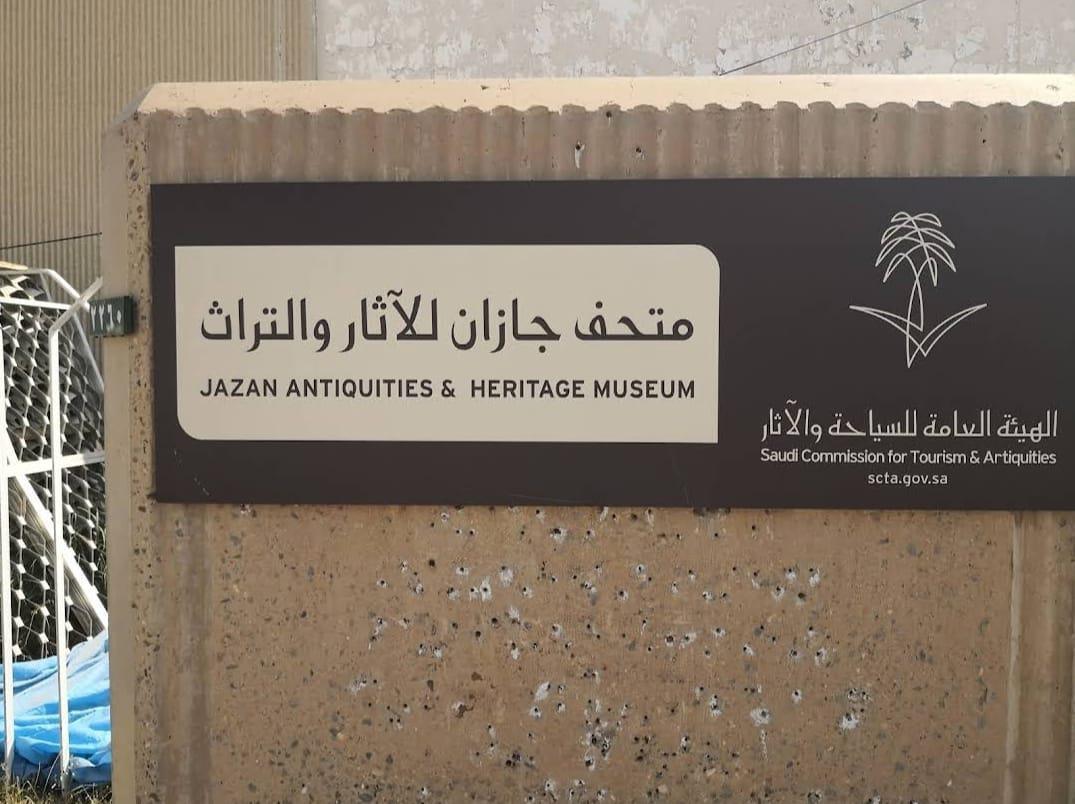 متحف جازان للآثار والتراث
JAZAN ANTIQUITIES & HERITAGE MUSEUM
الهيئة العامة للسياحة والآثار
Saudi Commission for Tourism & Antiquities
scta.gov.sa